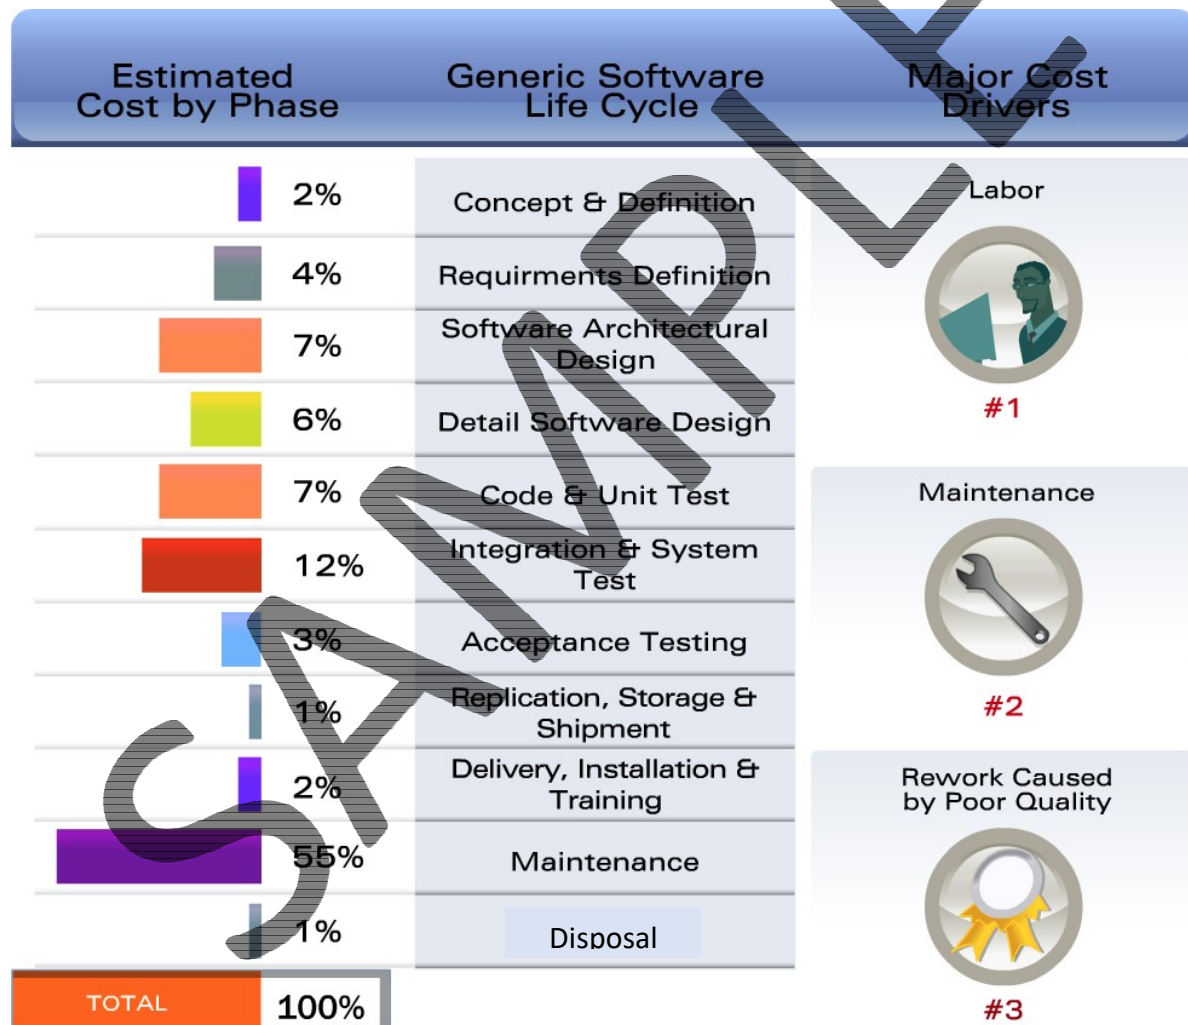 Estimated
Cost by Phase
Generic Software
Life Cycle
Major Cost
Drivers
2%
Concept & Definition
4%
Requirments Definition
7%
Software Architectural
Design
6%
Detail Software Design
7%
Code & Unit Test
12%
Integration & System
Test
3%
Acceptance Testing
1%
Replication, Storage &
Shipment
2%
Delivery, Installation &
Training
55%
Maintenance
1%
Disposal
TOTAL
100%
Labor
#1
Maintenance
#2
Rework Caused
by Poor Quality
#3
SAMPLE